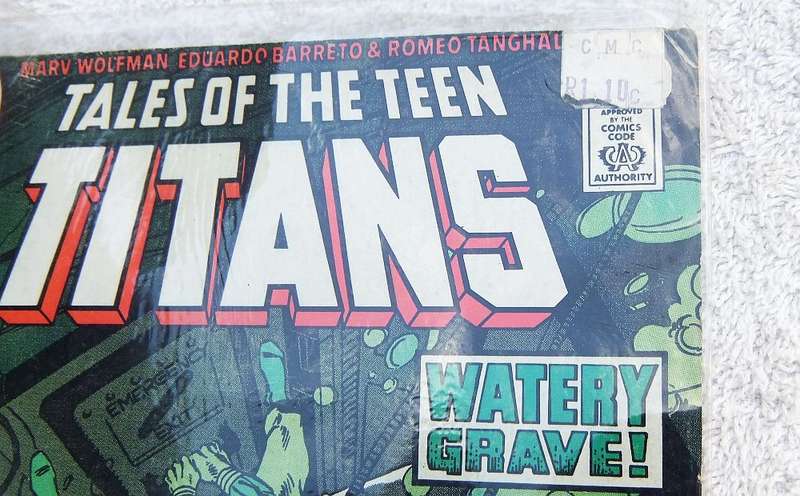 MARV WOLFMAN EDUARDO BARRETO & ROMEO TANGHAL
C.M.C.
R1.10c
TALES OF THE TEEN
TITANS
APPROVED
BY THE
COMICS
CODE
CA
AUTHORITY
WATERY
GRAVE!
EMERGENCY
EXIT